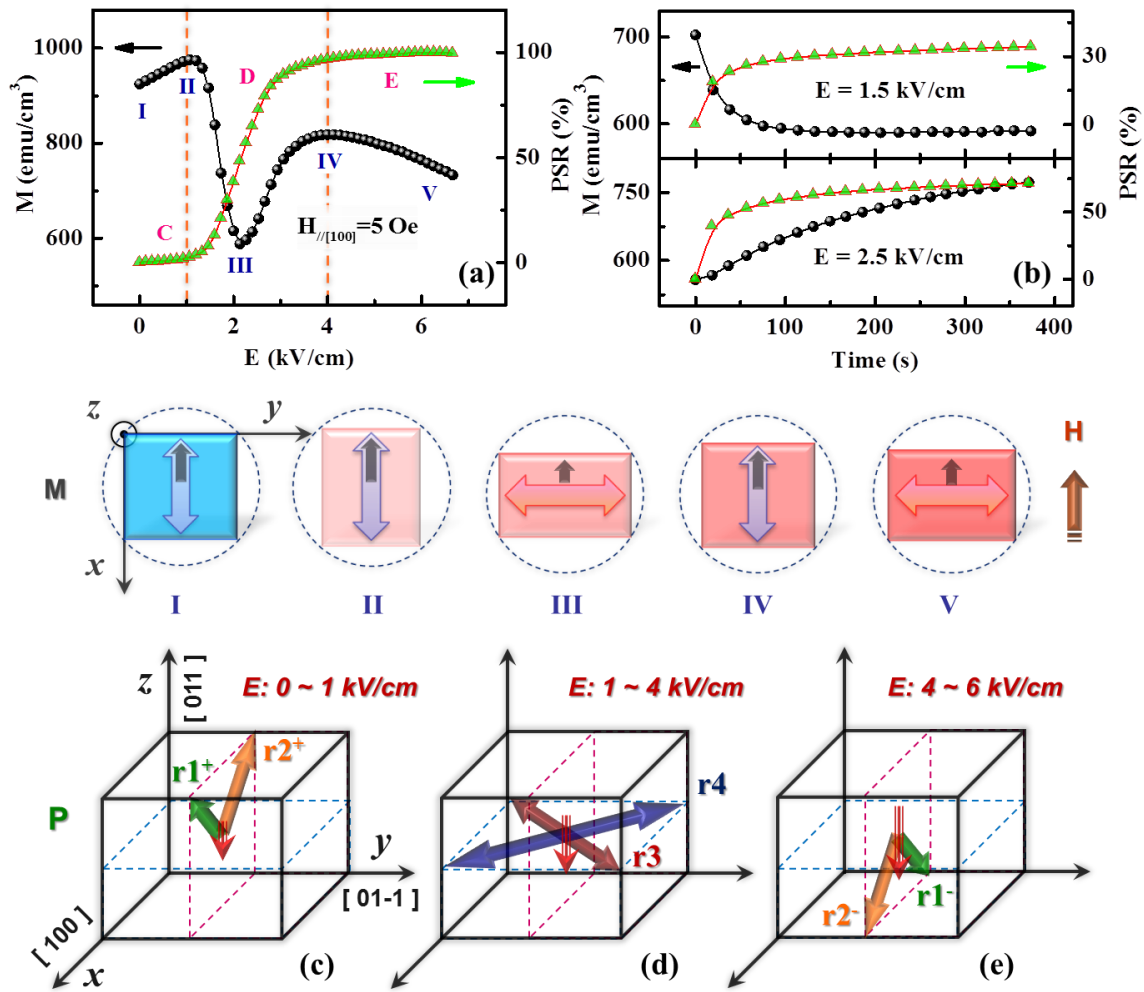 1000
800
600
M (emu/cm³)
I
II
D
E
C
III
IV
V
H//[100]=5 Oe
(a)
100
50
0
PSR (%)
0
2
4
6
E (kV/cm)
700
600
M (emu/cm³)
E = 1.5 kV/cm
30
0
PSR (%)
750
600
E = 2.5 kV/cm
50
0
(b)
0
100
200
300
400
Time (s)
z
y
x
M
H
I
II
III
IV
V
P
z
[ 011 ]
E: 0 ~ 1 kV/cm
r1⁺
r2⁺
y
[ 01-1 ]
[ 100 ]
x
(c)
E: 1 ~ 4 kV/cm
r4
r3
(d)
E: 4 ~ 6 kV/cm
r2⁻
r1⁻
(e)